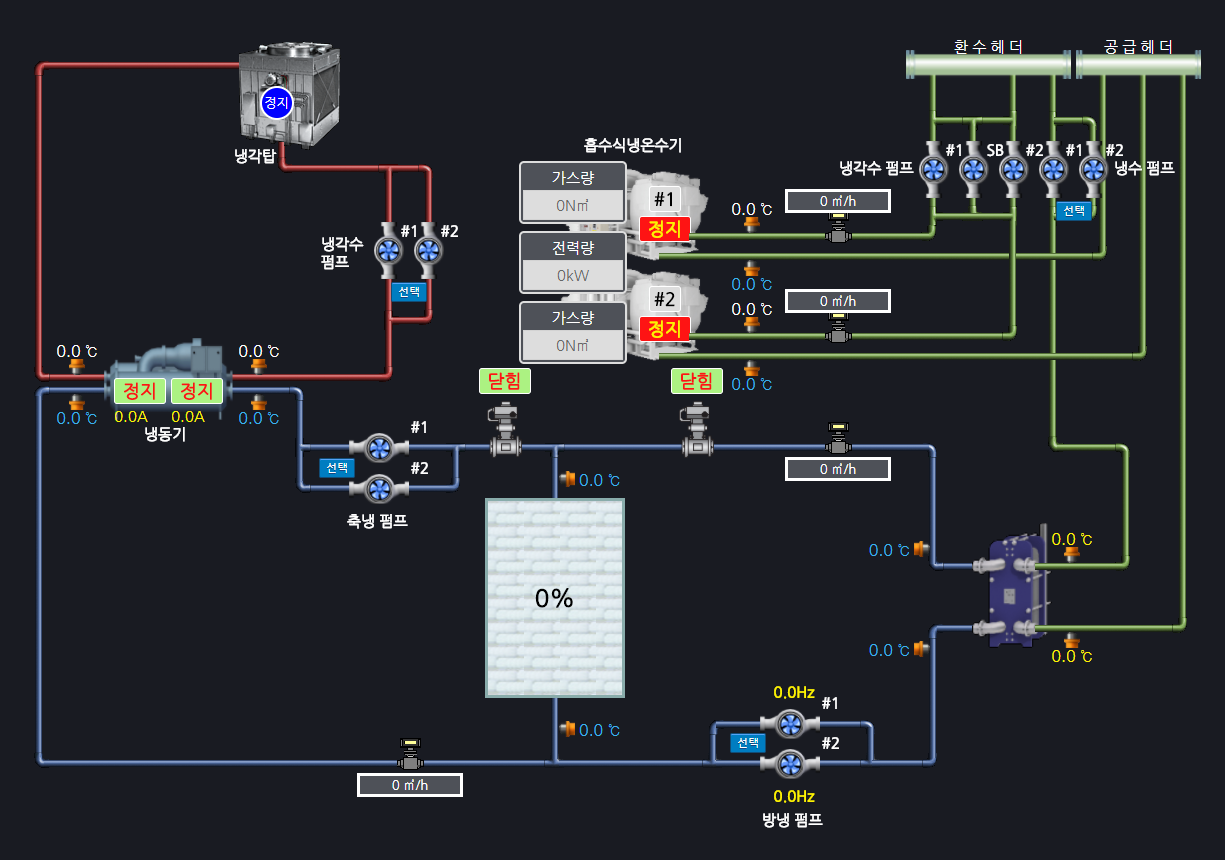 환수헤더
공급헤더
정지
냉각탑
흡수식냉온수기
가스량
0N㎥
#1
정지
전력량
0kW
#2
정지
가스량
0N㎥
0.0 ℃
0 ㎥/h
0.0 ℃
0.0 ℃
0 ㎥/h
0.0 ℃
냉각수 펌프
#1
SB
#2
#1
#2
냉수 펌프
선택
냉각수
펌프
#1
#2
선택
0.0 ℃
0.0 ℃
정지
정지
0.0 ℃
0.0A
0.0A
0.0 ℃
냉동기
닫힘
닫힘
#1
선택
#2
축냉 펌프
0.0 ℃
0 ㎥/h
0%
0.0 ℃
0.0 ℃
0.0 ℃
0.0 ℃
0.0 ℃
0.0Hz
#1
선택
#2
0.0Hz
방냉 펌프
0 ㎥/h